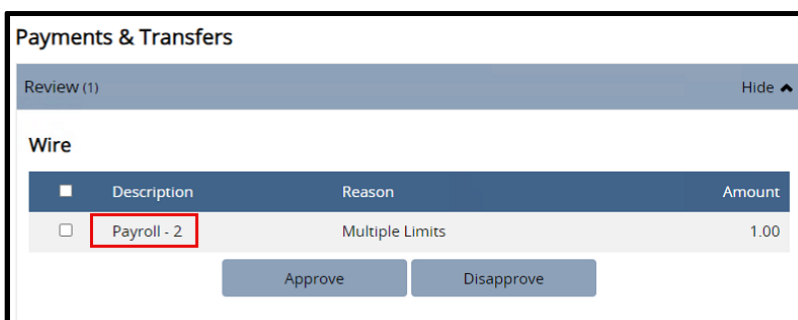 Payments & Transfers
Review (1) Hide
Wire
Description Reason Amount
Payroll - 2 Multiple Limits 1.00
Approve Disapprove